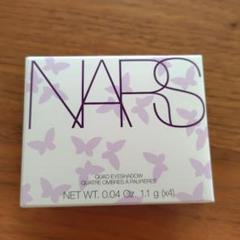 NARS
QUAD EYESHADOW
QUATRE OMBRES À PAUPIÈRES
NET WT. 0.04 Oz. 1.1 g (x4)